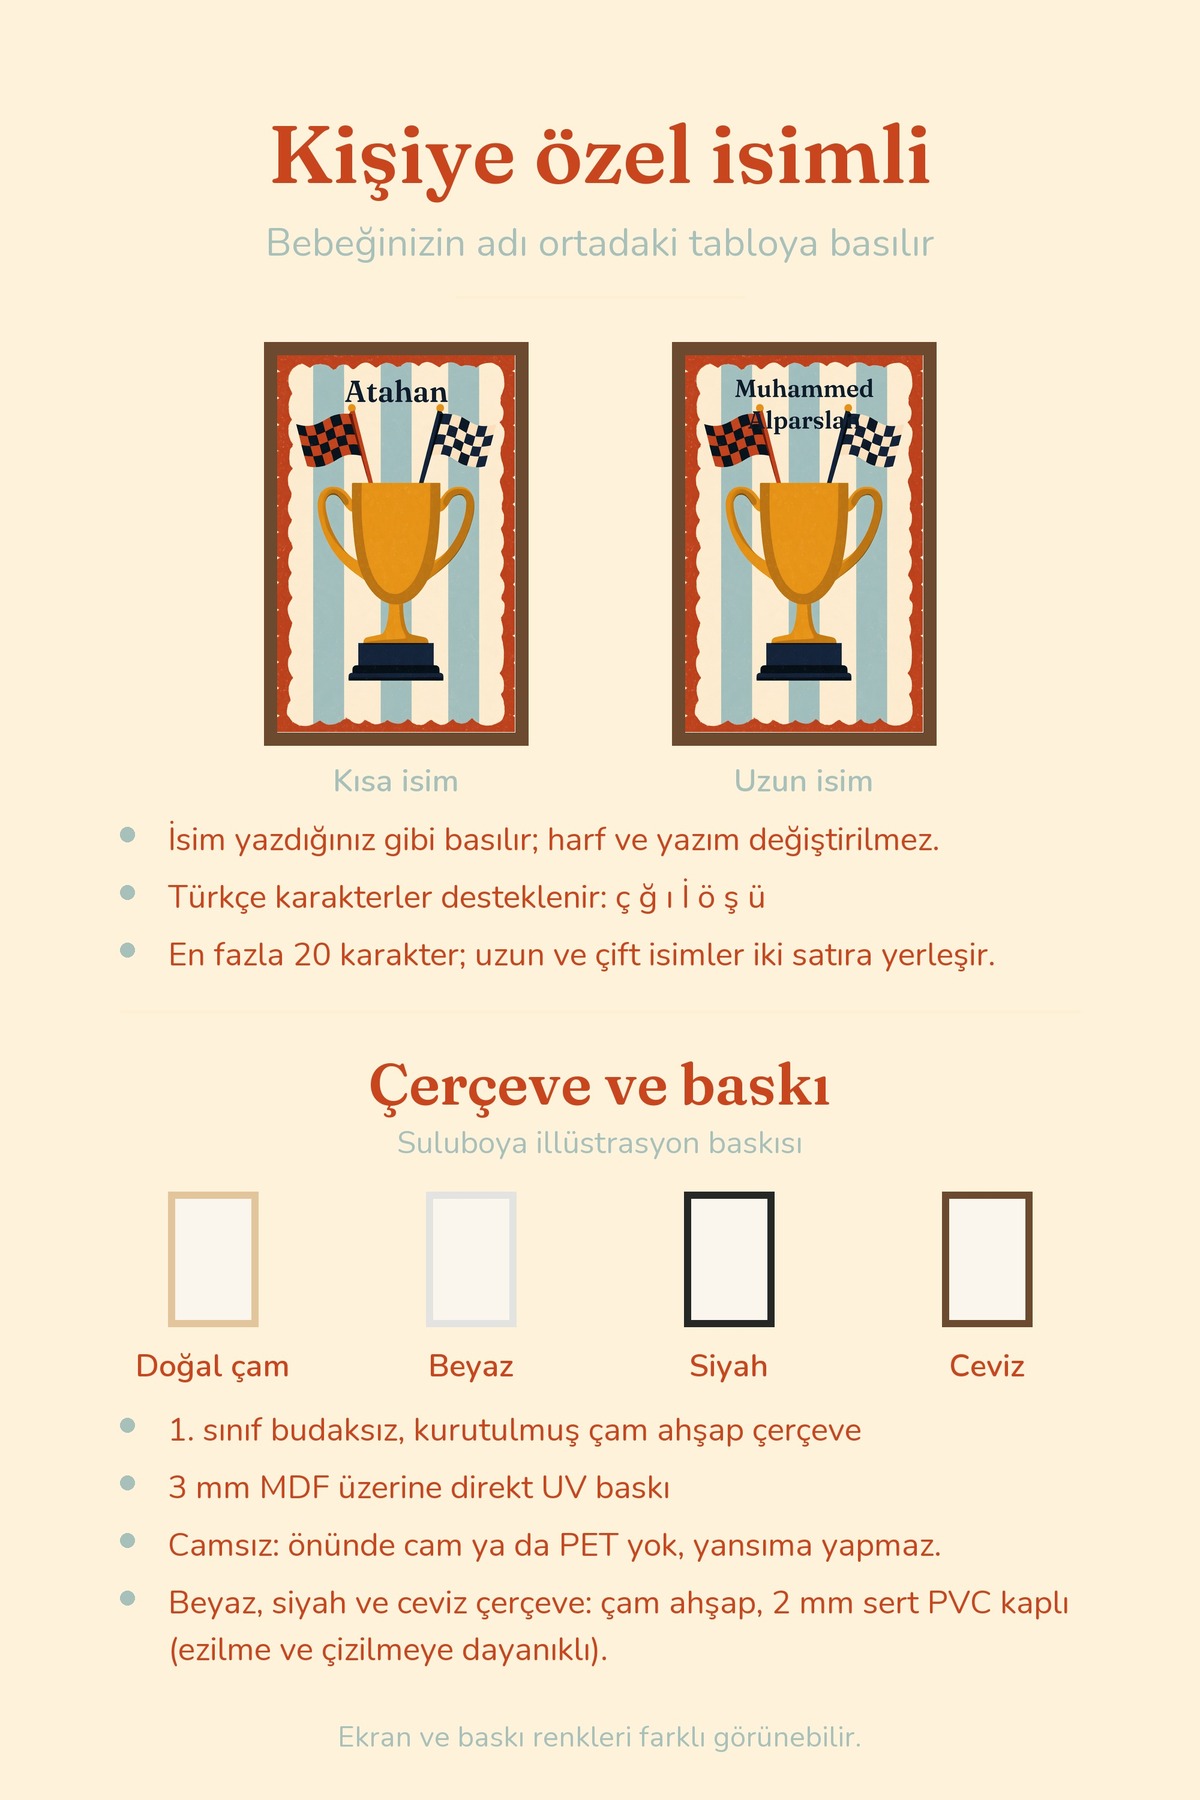 Kişiye özel isimli
Bebeğinizin adı ortadaki tabloya basılır
Atahan
Muhammed
Alparslan
Kısa isim
Uzun isim
İsim yazdığınız gibi basılır; harf ve yazım değiştirilmez.
Türkçe karakterler desteklenir: ç ğ ı İ ö ş ü
En fazla 20 karakter; uzun ve çift isimler iki satıra yerleşir.
Çerçeve ve baskı
Suluboya illüstrasyon baskısı
Doğal çam
Beyaz
Siyah
Ceviz
1. sınıf budaksız, kurutulmuş çam ahşap çerçeve
3 mm MDF üzerine direkt UV baskı
Camsız: önünde cam ya da PET yok, yansıma yapmaz.
Beyaz, siyah ve ceviz çerçeve: çam ahşap, 2 mm sert PVC kaplı
(ezilme ve çizilmeye dayanıklı).
Ekran ve baskı renkleri farklı görünebilir.